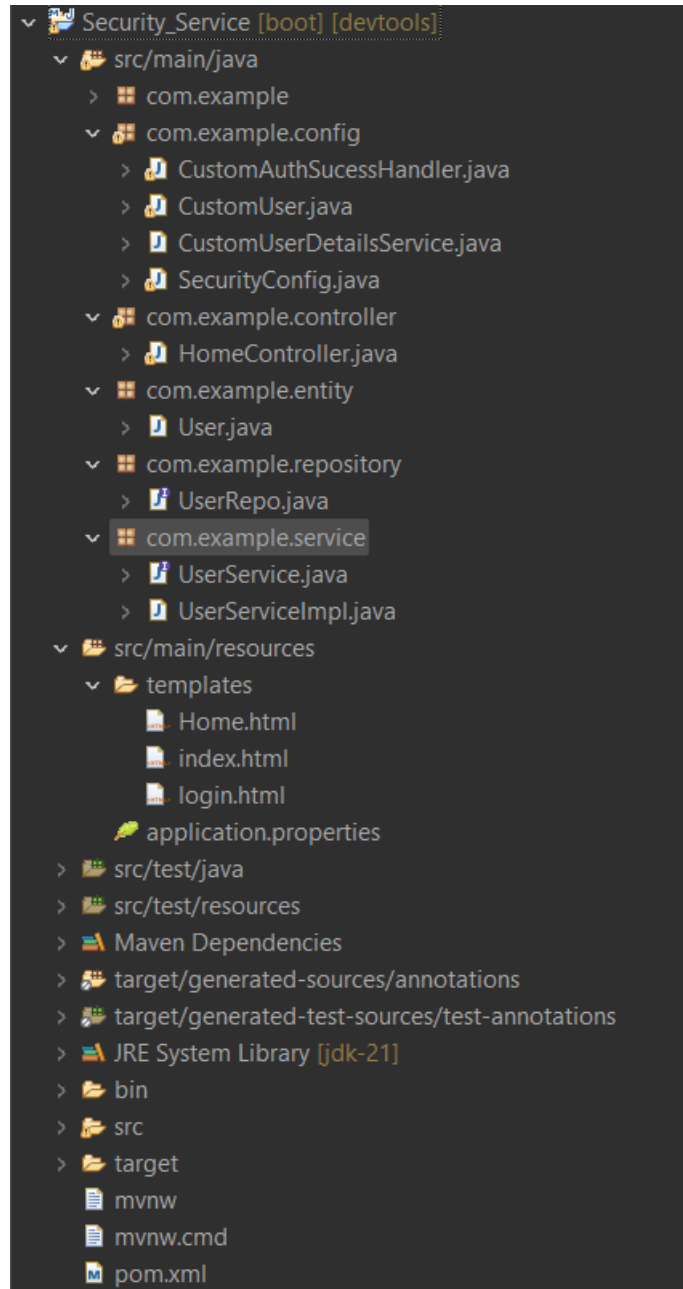 Security_Service [boot] [devtools]
src/main/java
com.example
com.example.config
CustomAuthSucessHandler.java
CustomUser.java
CustomUserDetailsService.java
SecurityConfig.java
com.example.controller
HomeController.java
com.example.entity
User.java
com.example.repository
UserRepo.java
com.example.service
UserService.java
UserServiceImpl.java
src/main/resources
templates
Home.html
index.html
login.html
application.properties
src/test/java
src/test/resources
Maven Dependencies
target/generated-sources/annotations
target/generated-test-sources/test-annotations
JRE System Library [jdk-21]
bin
src
target
mvnw
mvnw.cmd
pom.xml